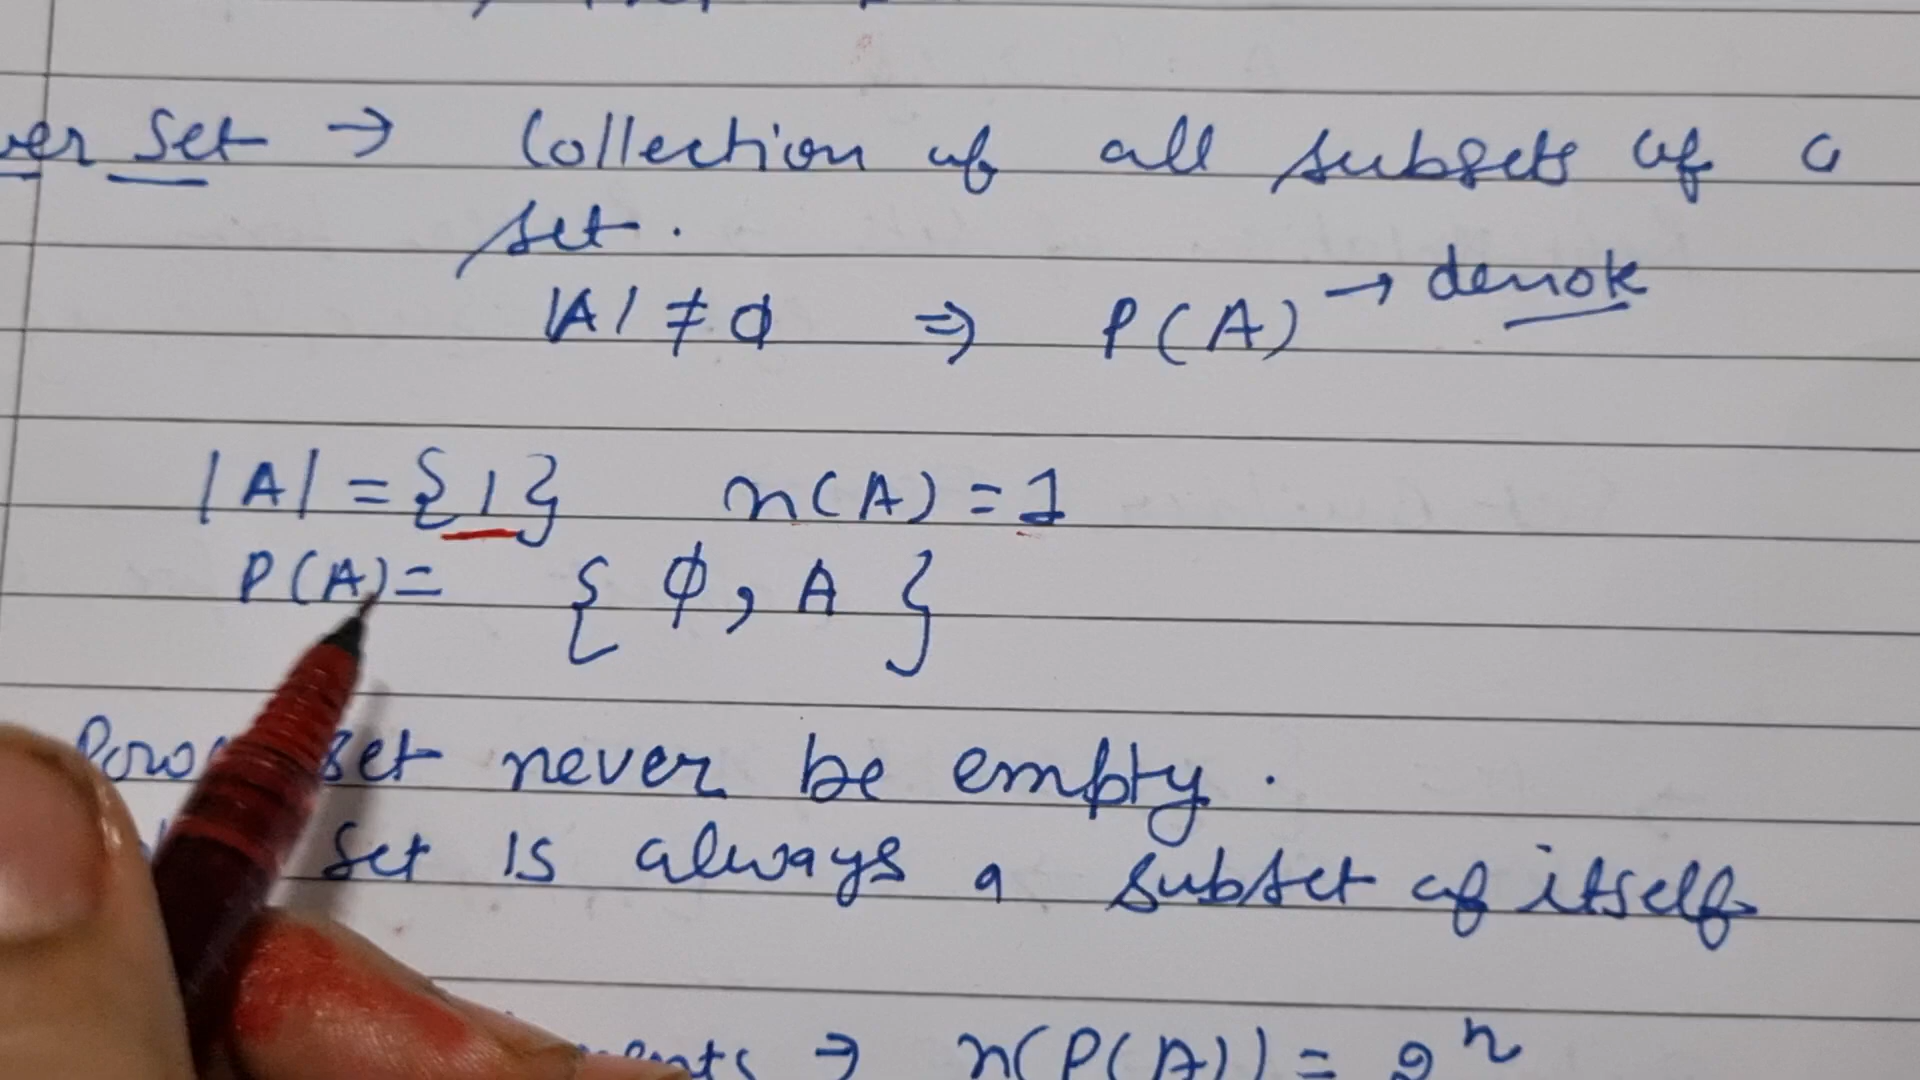 Set → Collection of all subsets of a
set.
|A| ≠ ϕ ⇒ P(A) → denote
|A| = {1} n(A) = 1
P(A) = { ϕ, A }
set never be empty.
set is always a subset of itself
⇒ n(P(A)) = 2ⁿ